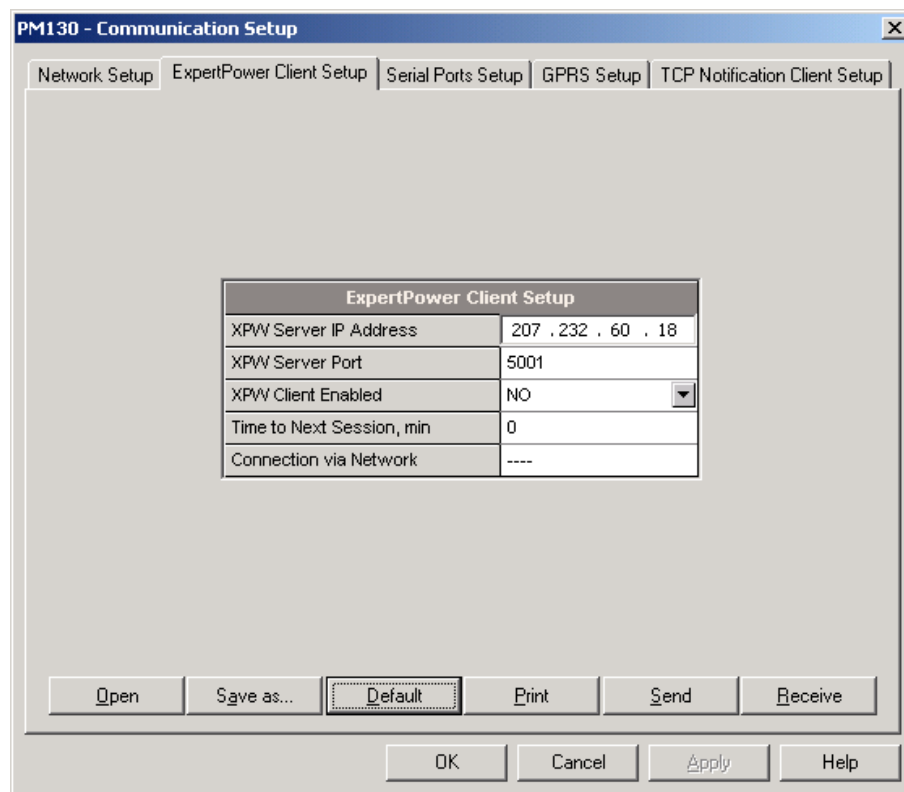 PM130 - Communication Setup
Network Setup ExpertPower Client Setup Serial Ports Setup GPRS Setup TCP Notification Client Setup
ExpertPower Client Setup
XPW Server IP Address 207 . 232 . 60 . 18
XPW Server Port 5001
XPW Client Enabled NO
Time to Next Session, min 0
Connection via Network ----
Open Save as... Default Print Send Receive
OK Cancel Apply Help